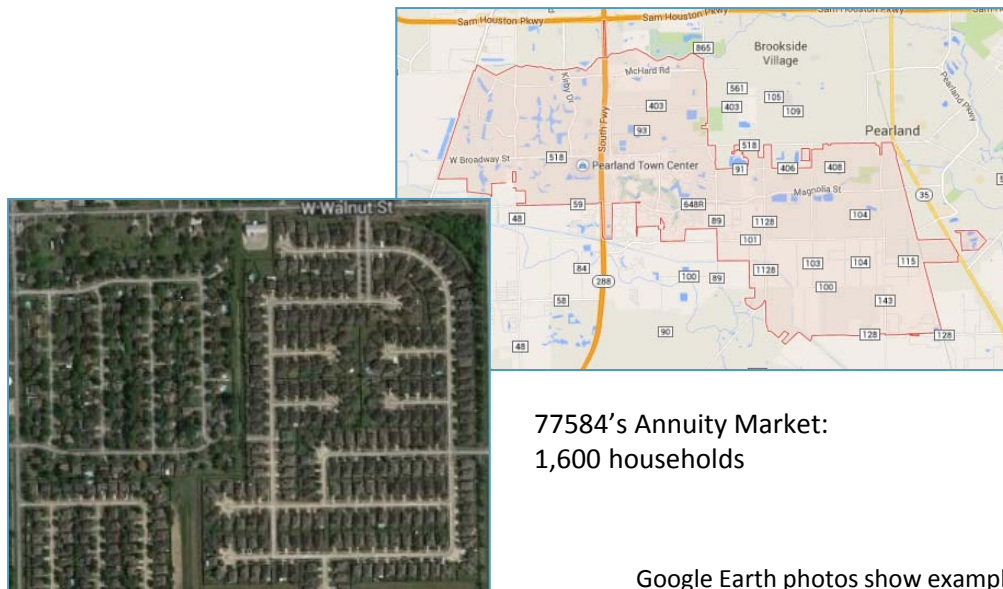 Sam Houston Pkwy
Sam Houston Pkwy
865
Brookside
Village
McHard Rd
Kirby Dr
561
105
109
403
403
93
South Fwy
Pearland Pkwy
Pearland
W Broadway St
518
518
Pearland Town Center
91
406
408
Magnolia St
35
59
648R
48
89
1128
104
101
84
288
100
89
1128
103
104
115
100
58
143
90
128
128
48
W Walnut St
77584's Annuity Market:
1,600 households
Google Earth photos show exampl